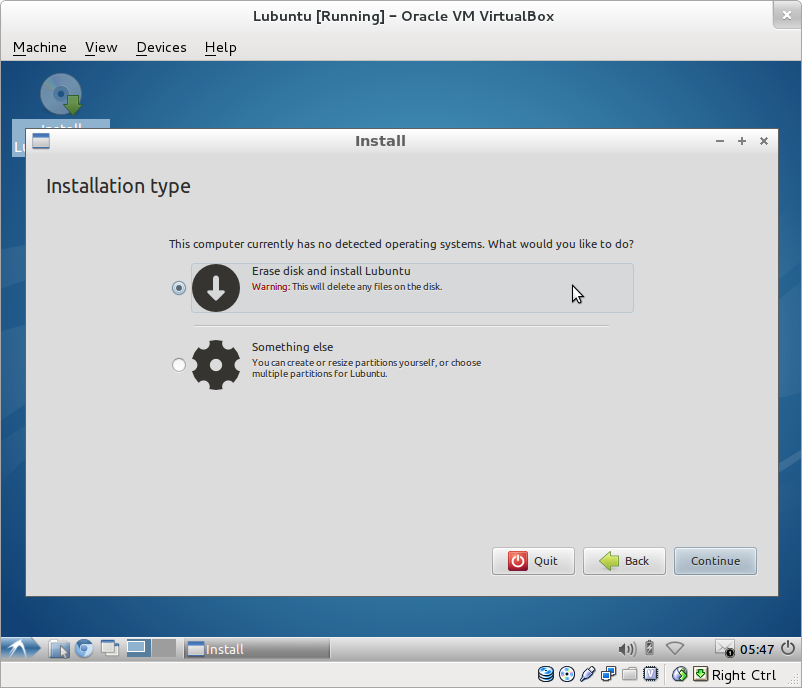 Lubuntu [Running] – Oracle VM VirtualBox
Machine View Devices Help
Install
Install
Installation type
This computer currently has no detected operating systems. What would you like to do?
Erase disk and install Lubuntu
Warning: This will delete any files on the disk.
Something else
You can create or resize partitions yourself, or choose
multiple partitions for Lubuntu.
Quit Back Continue
Install 05:47
Right Ctrl